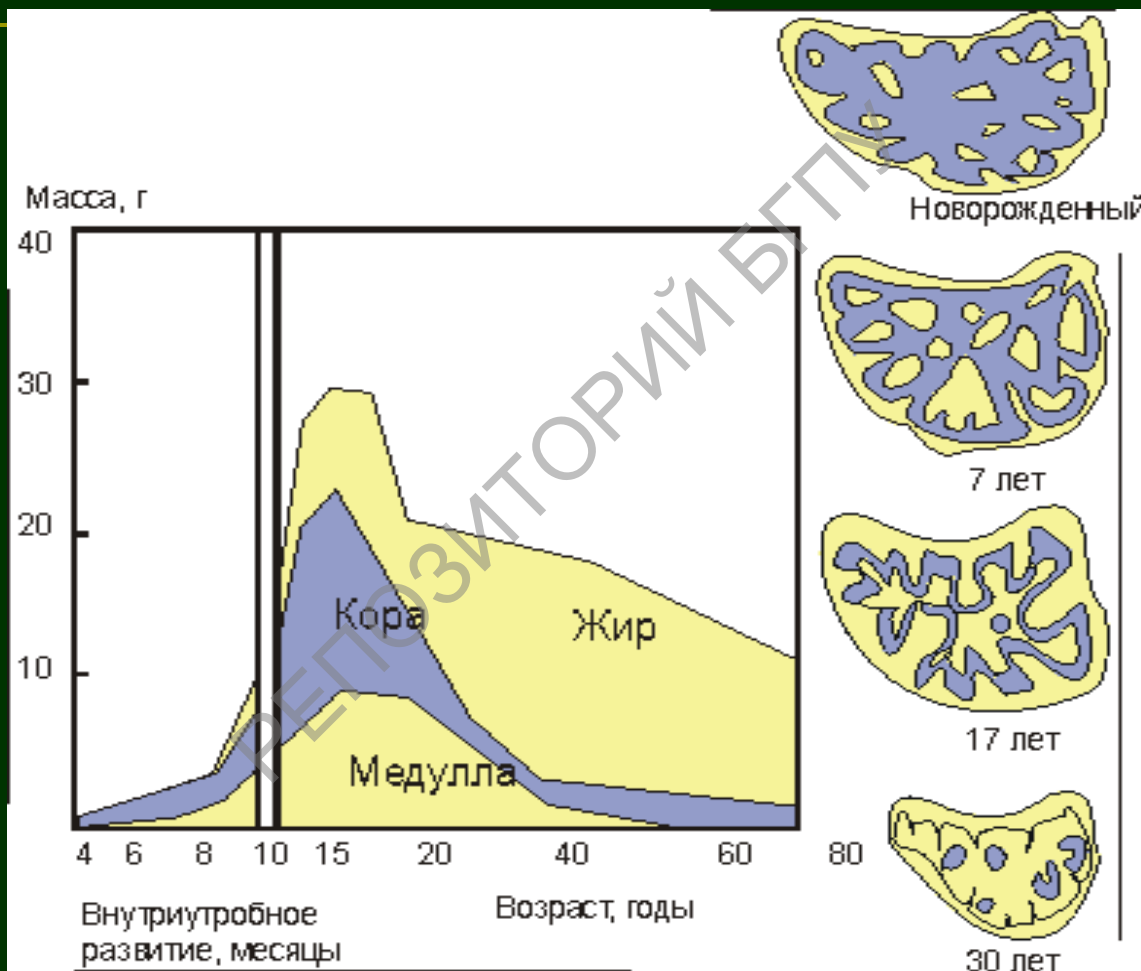 Масса, г
40
30
20
10
Кора
Жир
Медулла
4 6 8 10 15 20 40 60 80
Внутриутробное
развитие, месяцы
Возраст, годы
Новорожденный
7 лет
17 лет
30 лет
РЕПОЗИТОРИЙ БГПУ